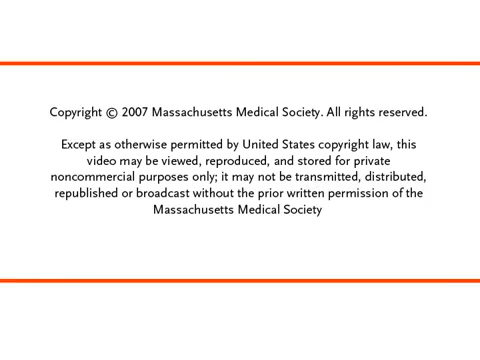 Copyright © 2007 Massachusetts Medical Society. All rights reserved.
Except as otherwise permitted by United States copyright law, this
video may be viewed, reproduced, and stored for private
noncommercial purposes only; it may not be transmitted, distributed,
republished or broadcast without the prior written permission of the
Massachusetts Medical Society